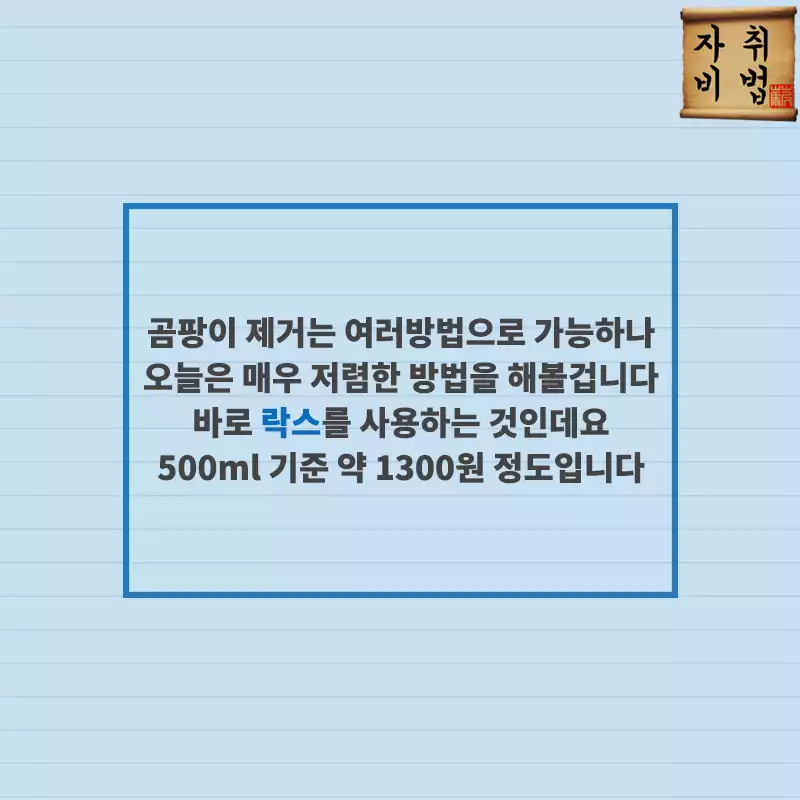 자취
비법
곰팡이 제거는 여러방법으로 가능하나
오늘은 매우 저렴한 방법을 해볼겁니다
바로 락스를 사용하는 것인데요
500ml 기준 약 1300원 정도입니다